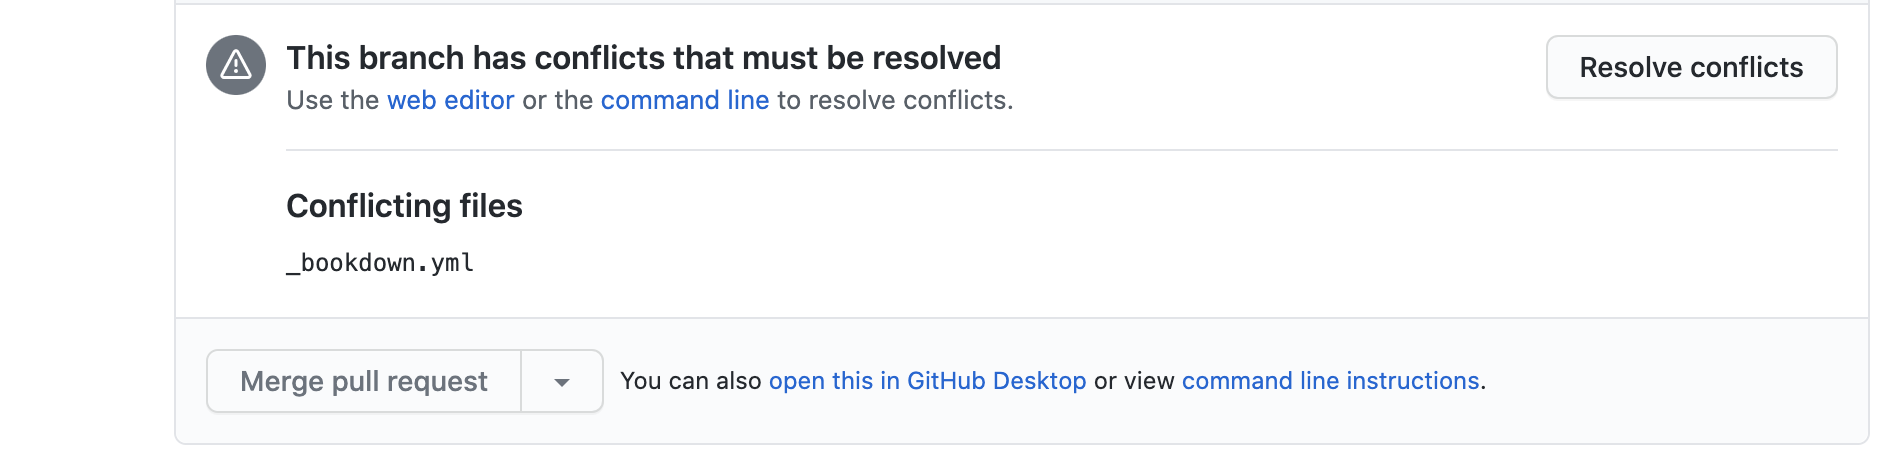 This branch has conflicts that must be resolved
Resolve conflicts
Use the web editor or the command line to resolve conflicts.
Conflicting files
_bookdown.yml
Merge pull request
You can also open this in GitHub Desktop or view command line instructions.